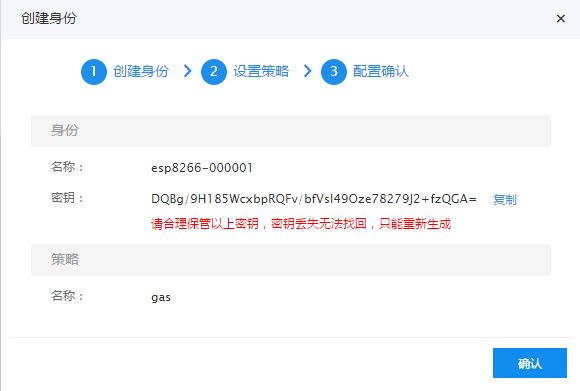 创建身份 ×
1 创建身份 > 2 设置策略 > 3 配置确认
身份
名称： esp8266-000001
密钥： DQBg/9H185WcxbpRQFv/bfVsI49Oze78279J2+fzQGA= 复制
请合理保管以上密钥，密钥丢失无法找回，只能重新生成
策略
名称： gas
确认